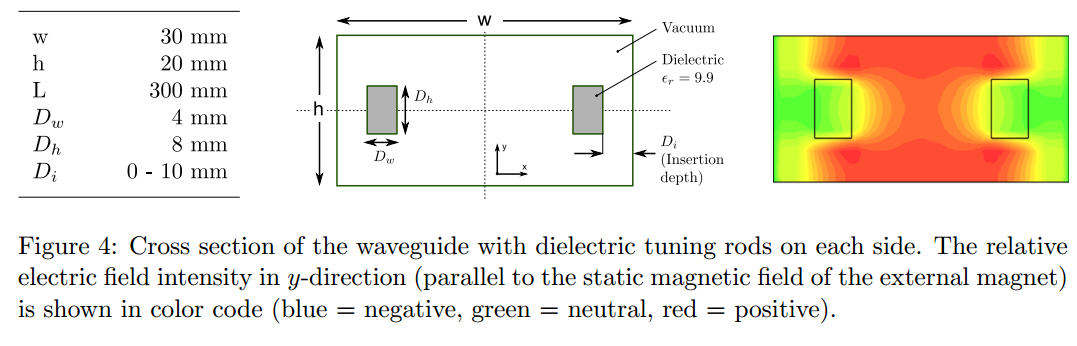 w 30 mm
h 20 mm
L 300 mm
D_w 4 mm
D_h 8 mm
D_i 0 - 10 mm
w
h
D_h
D_w
y
x
Vacuum
Dielectric
ϵ_r = 9.9
D_i
(Insertion
depth)
Figure 4: Cross section of the waveguide with dielectric tuning rods on each side. The relative
electric field intensity in y-direction (parallel to the static magnetic field of the external magnet)
is shown in color code (blue = negative, green = neutral, red = positive).